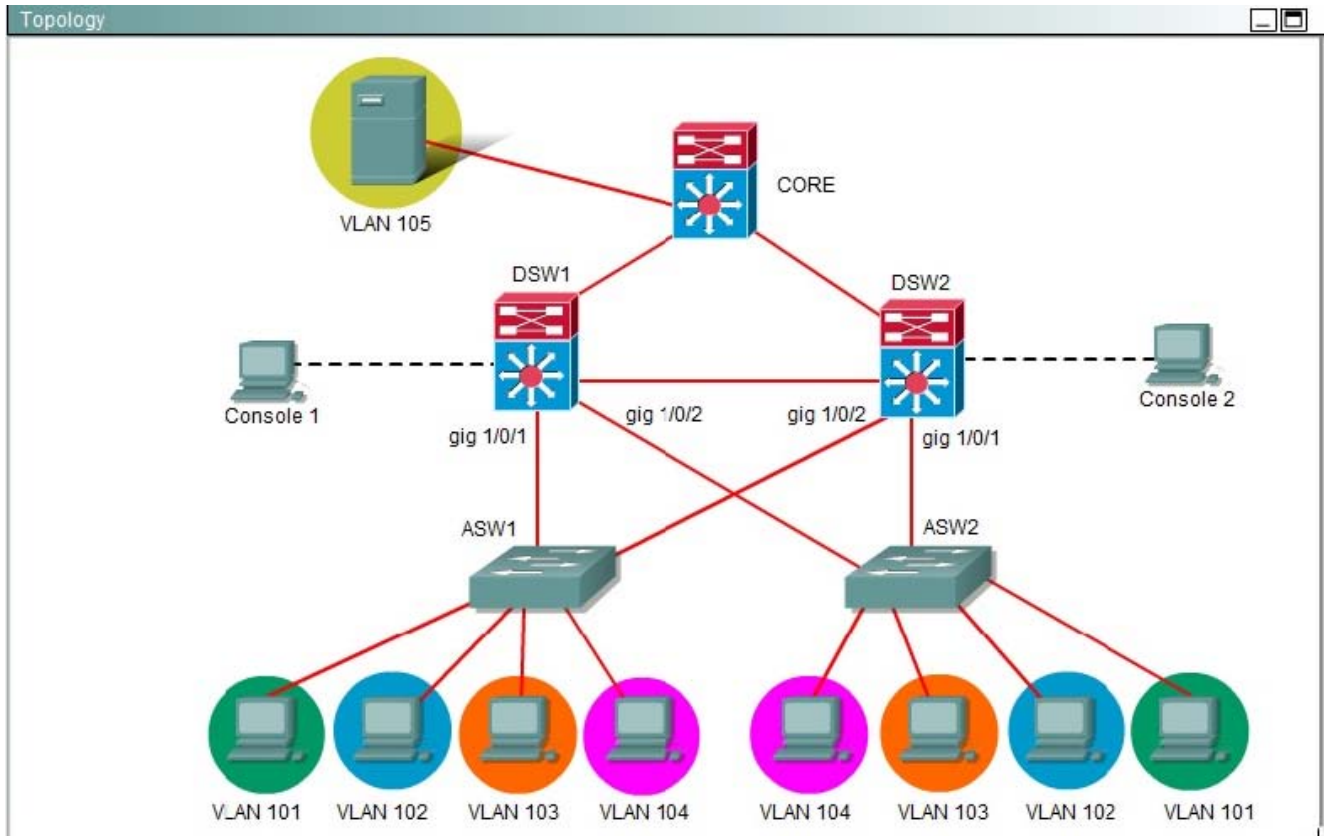 Topology
VLAN 105
CORE
DSW1
DSW2
Console 1
Console 2
gig 1/0/1
gig 1/0/2
gig 1/0/2
gig 1/0/1
ASW1
ASW2
VLAN 101
VLAN 102
VLAN 103
VLAN 104
VLAN 104
VLAN 103
VLAN 102
VLAN 101